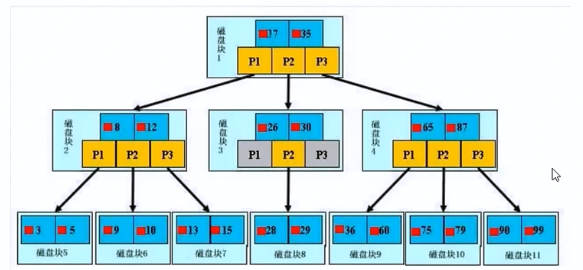 磁盘块1
17 35
P1 P2 P3
磁盘块2
8 12
P1 P2 P3
磁盘块3
26 30
P1 P2 P3
磁盘块4
65 87
P1 P2 P3
3 5
磁盘块5
9 10
磁盘块6
13 15
磁盘块7
28 29
磁盘块8
36 60
磁盘块9
75 79
磁盘块10
90 99
磁盘块11